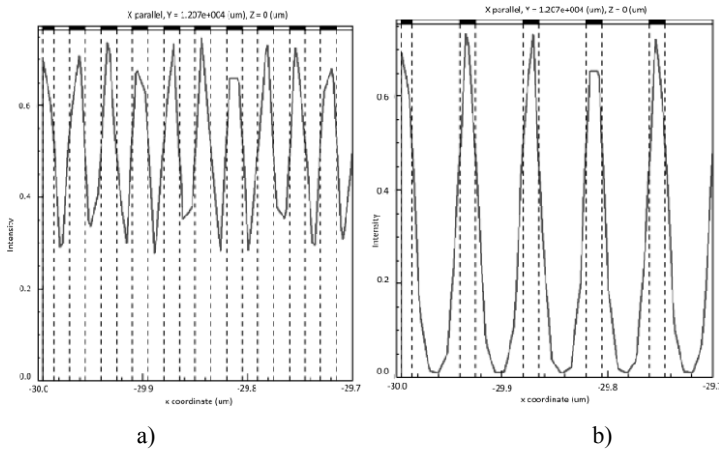 X parallel, Y = 1.207e+004 (um), Z = 0 (um)
0.6
0.4
0.2
0.0
Intensity
-30.0
-29.9
-29.8
-29.7
x coordinate (um)
a)
X parallel, Y = 1.207e+004 (um), Z = 0 (um)
0.6
0.4
0.2
0.0
Intensity
-30.0
-29.9
-29.8
-29.7
x coordinate (um)
b)